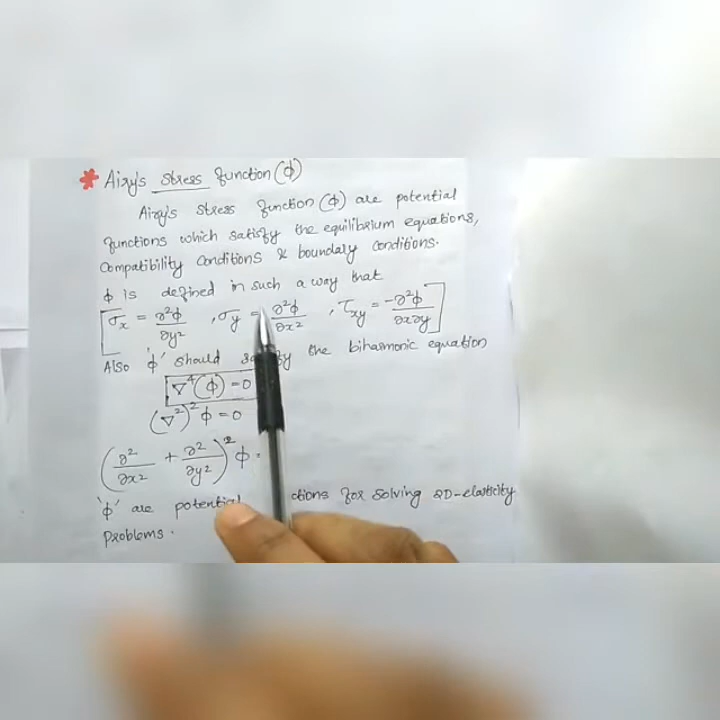 * Airy's stress function (ϕ)
Airy's stress function (ϕ) are potential
functions which satisfy the equilibrium equations,
Compatibility Conditions & boundary conditions.
ϕ is defined in such a way that
[σx = ∂²ϕ/∂y² , σy = ∂²ϕ/∂x² , τxy = -∂²ϕ/∂x∂y]
Also 'ϕ' should the biharmonic equation
∇⁴(ϕ) = 0
(∇²)² ϕ = 0
(∂²/∂x² + ∂²/∂y²)² ϕ =
'ϕ' are potential for solving 2D-elasticity
Problems.